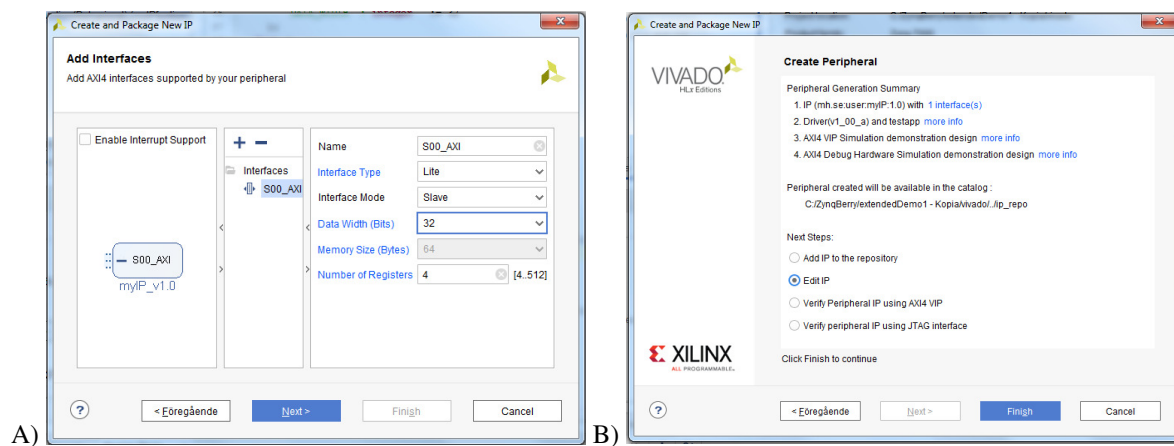 Create and Package New IP
Add Interfaces
Add AXI4 interfaces supported by your peripheral
Enable Interrupt Support
Interfaces
S00_AXI
S00_AXI
myIP_v1.0
Name S00_AXI
Interface Type Lite
Interface Mode Slave
Data Width (Bits) 32
Memory Size (Bytes) 64
Number of Registers 4 [4..512]
? < Föregående Next > Finish Cancel
A)
Create and Package New IP
VIVADO
HLx Editions
Create Peripheral
Peripheral Generation Summary
1. IP (mh.se:user:myIP:1.0) with 1 interface(s)
2. Driver(v1_00_a) and testapp more info
3. AXI4 VIP Simulation demonstration design more info
4. AXI4 Debug Hardware Simulation demonstration design more info
Peripheral created will be available in the catalog :
C:/ZynqBerry/extendedDemo1 - Kopia/vivado/../ip_repo
Next Steps:
Add IP to the repository
Edit IP
Verify Peripheral IP using AXI4 VIP
Verify peripheral IP using JTAG interface
Click Finish to continue
XILINX
ALL PROGRAMMABLE.
? < Föregående Next > Finish Cancel
B)